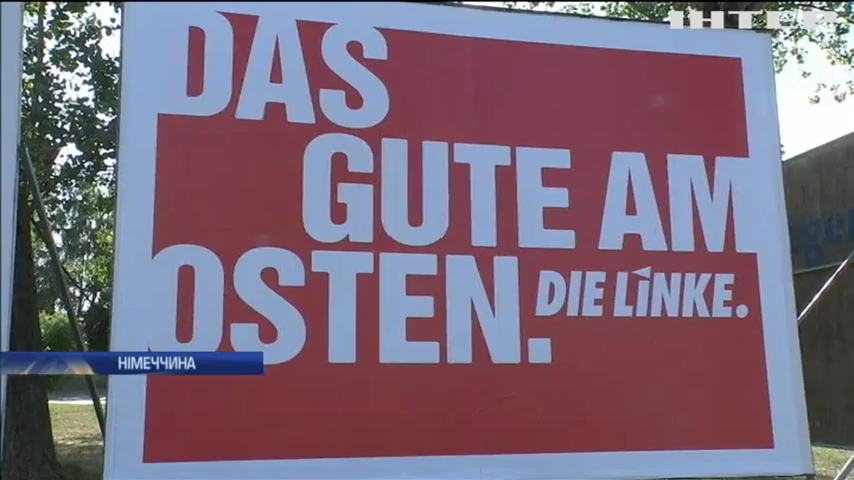 ІНТЕР
DAS
GUTE AM
OSTEN. DIE LINKE.
НІМЕЧЧИНА